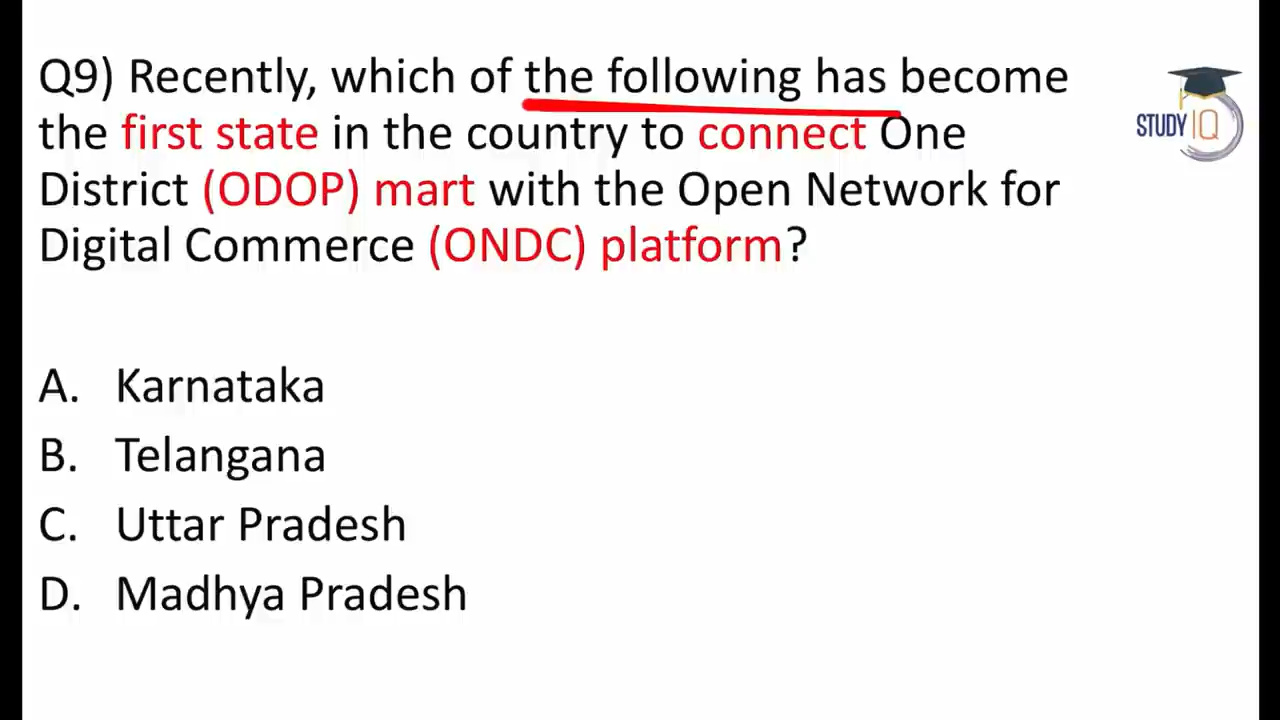 Q9) Recently, which of the following has become
the first state in the country to connect One
District (ODOP) mart with the Open Network for
Digital Commerce (ONDC) platform?
STUDY IQ
A. Karnataka
B. Telangana
C. Uttar Pradesh
D. Madhya Pradesh